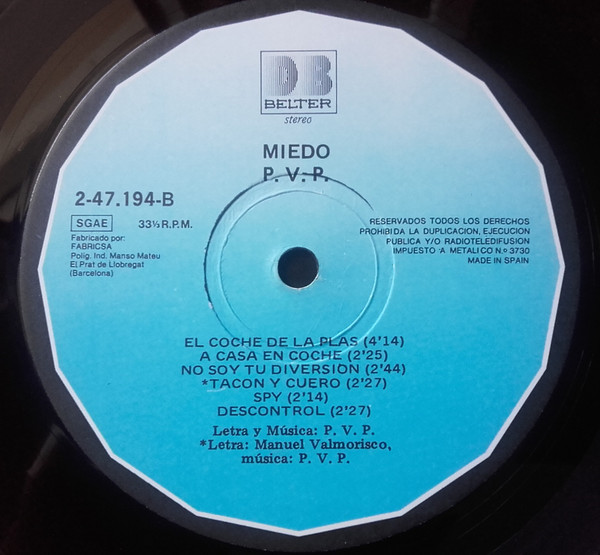 DB
BELTER
stereo
MIEDO
P. V. P.
2-47.194-B
SGAE 33⅓ R.P.M.
Fabricado por:
FABRICSA
Polig. Ind. Manso Mateu
El Prat de Llobregat
(Barcelona)
RESERVADOS TODOS LOS DERECHOS
PROHIBIDA LA DUPLICACION, EJECUCION
PUBLICA Y/O RADIOTELEDIFUSION
IMPUESTO A METALICO N.º 3730
MADE IN SPAIN
EL COCHE DE LA PLAS (4'14)
A CASA EN COCHE (2'25)
NO SOY TU DIVERSION (2'44)
*TACON Y CUERO (2'27)
SPY (2'14)
DESCONTROL (2'27)
Letra y Música: P. V. P.
*Letra: Manuel Valmorisco,
música: P. V. P.